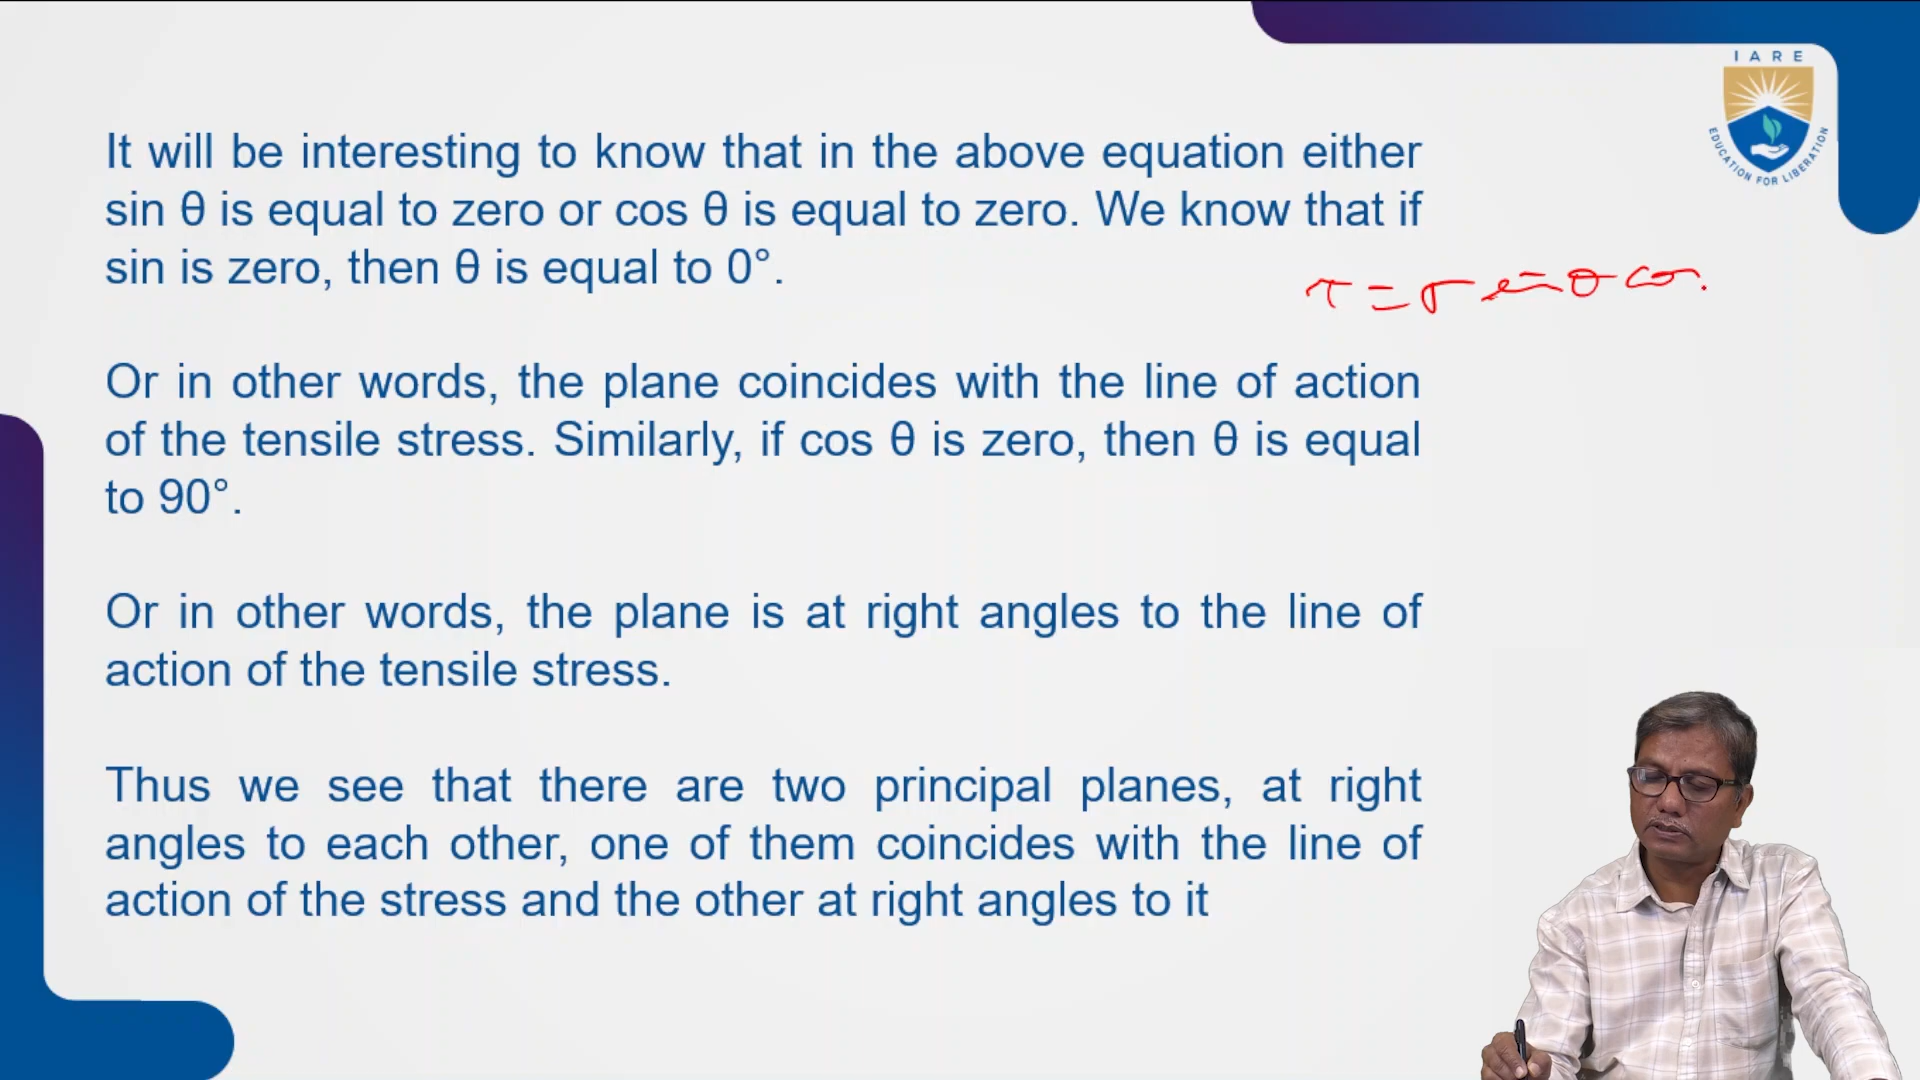 I A R E
EDUCATION FOR LIBERATION
It will be interesting to know that in the above equation either
sin θ is equal to zero or cos θ is equal to zero. We know that if
sin is zero, then θ is equal to 0°.
τ = σ sin θ cos
Or in other words, the plane coincides with the line of action
of the tensile stress. Similarly, if cos θ is zero, then θ is equal
to 90°.
Or in other words, the plane is at right angles to the line of
action of the tensile stress.
Thus we see that there are two principal planes, at right
angles to each other, one of them coincides with the line of
action of the stress and the other at right angles to it